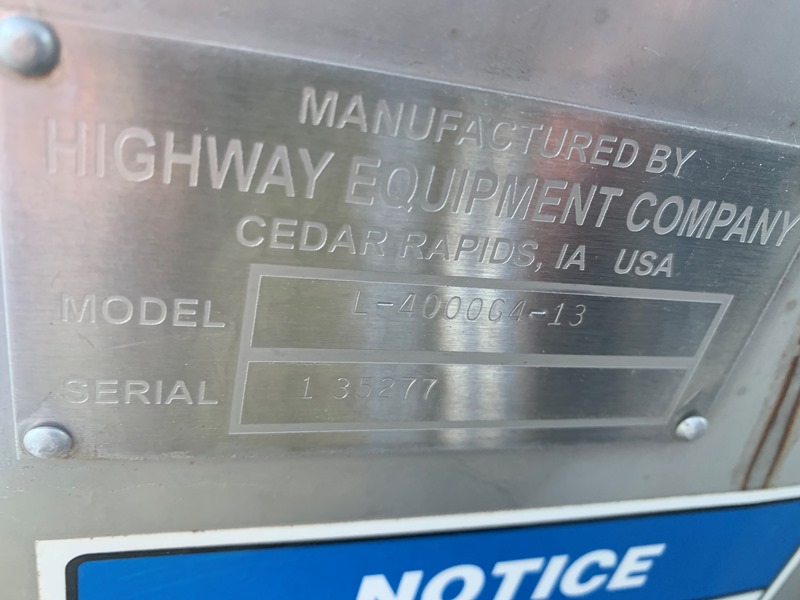 MANUFACTURED BY
HIGHWAY EQUIPMENT COMPANY
CEDAR RAPIDS, IA USA
MODEL L-4000G4-13
SERIAL 1 35277
NOTICE